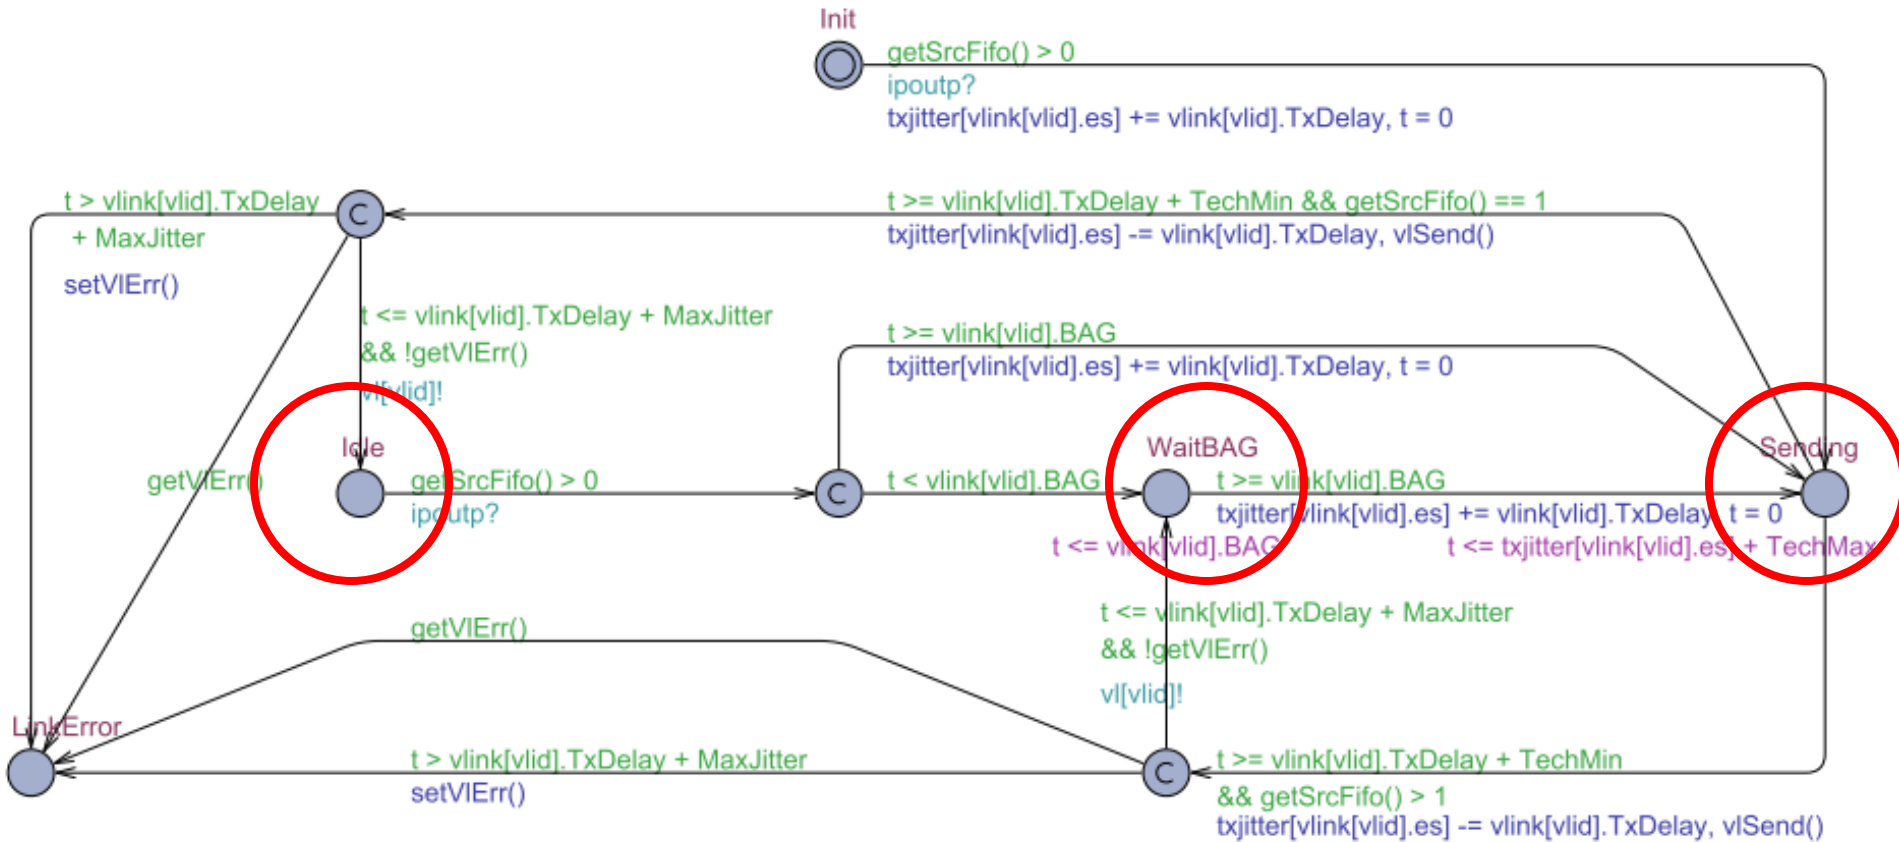 Init
getSrcFifo() > 0
ipoutp?
txjitter[vlink[vlid].es] += vlink[vlid].TxDelay, t = 0
t > vlink[vlid].TxDelay
+ MaxJitter
setVlErr()
C
t >= vlink[vlid].TxDelay + TechMin && getSrcFifo() == 1
txjitter[vlink[vlid].es] -= vlink[vlid].TxDelay, vlSend()
t <= vlink[vlid].TxDelay + MaxJitter
&& !getVlErr()
vl[vlid]!
t >= vlink[vlid].BAG
txjitter[vlink[vlid].es] += vlink[vlid].TxDelay, t = 0
Idle
getVlErr()
getSrcFifo() > 0
ipoutp?
C
t < vlink[vlid].BAG
WaitBAG
t <= vlink[vlid].BAG
t >= vlink[vlid].BAG
txjitter[vlink[vlid].es] += vlink[vlid].TxDelay, t = 0
Sending
t <= txjitter[vlink[vlid].es] + TechMax
t <= vlink[vlid].TxDelay + MaxJitter
&& !getVlErr()
vl[vlid]!
getVlErr()
LinkError
t > vlink[vlid].TxDelay + MaxJitter
setVlErr()
C
t >= vlink[vlid].TxDelay + TechMin
&& getSrcFifo() > 1
txjitter[vlink[vlid].es] -= vlink[vlid].TxDelay, vlSend()